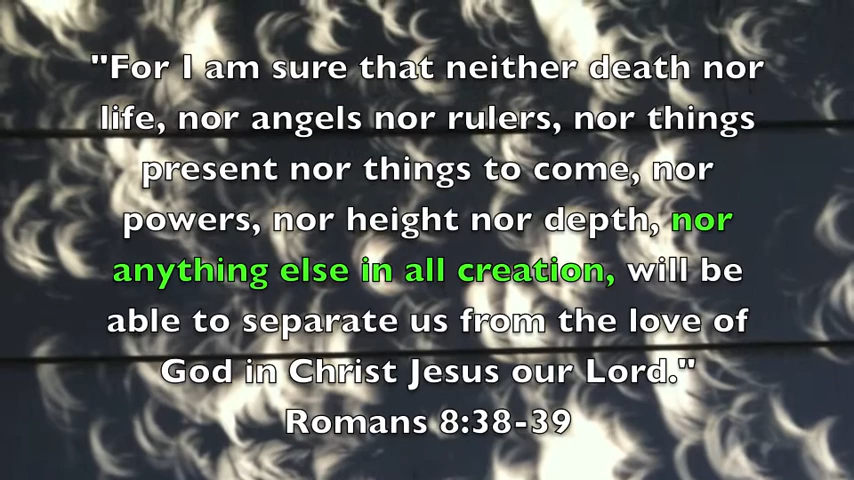 "For I am sure that neither death nor
life, nor angels nor rulers, nor things
present nor things to come, nor
powers, nor height nor depth, nor
anything else in all creation, will be
able to separate us from the love of
God in Christ Jesus our Lord."
Romans 8:38-39